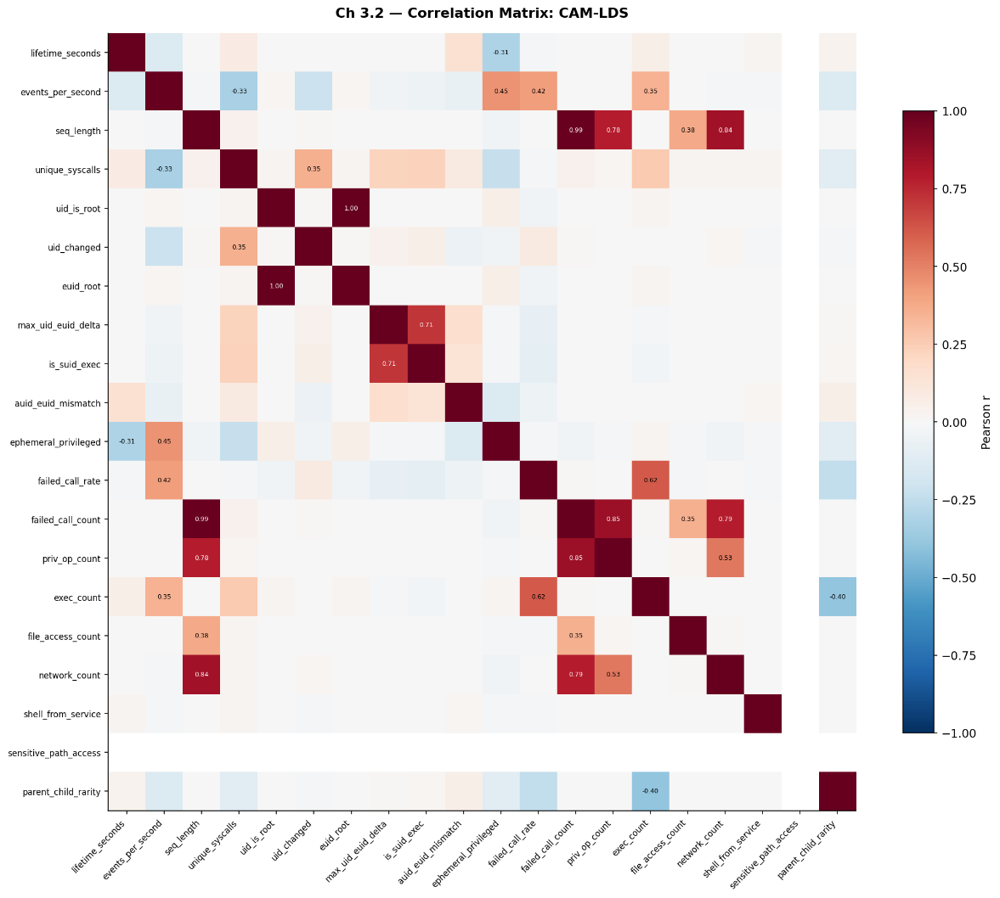 Ch 3.2 — Correlation Matrix: CAM-LDS
lifetime_seconds -0.31
events_per_second -0.33 0.45 0.42 0.35
seq_length 0.99 0.78 0.38 0.84
unique_syscalls -0.33 0.35
uid_is_root 1.00
uid_changed 0.35
euid_root 1.00
max_uid_euid_delta 0.71
is_suid_exec 0.71
auid_euid_mismatch
ephemeral_privileged -0.31 0.45
failed_call_rate 0.42 0.62
failed_call_count 0.99 0.85 0.35 0.79
priv_op_count 0.78 0.85 0.53
exec_count 0.35 0.62 -0.40
file_access_count 0.38 0.35
network_count 0.84 0.79 0.53
shell_from_service
sensitive_path_access
parent_child_rarity -0.40
lifetime_seconds
events_per_second
seq_length
unique_syscalls
uid_is_root
uid_changed
euid_root
max_uid_euid_delta
is_suid_exec
auid_euid_mismatch
ephemeral_privileged
failed_call_rate
failed_call_count
priv_op_count
exec_count
file_access_count
network_count
shell_from_service
sensitive_path_access
parent_child_rarity
1.00
0.75
0.50
0.25
0.00
−0.25
−0.50
−0.75
−1.00
Pearson r